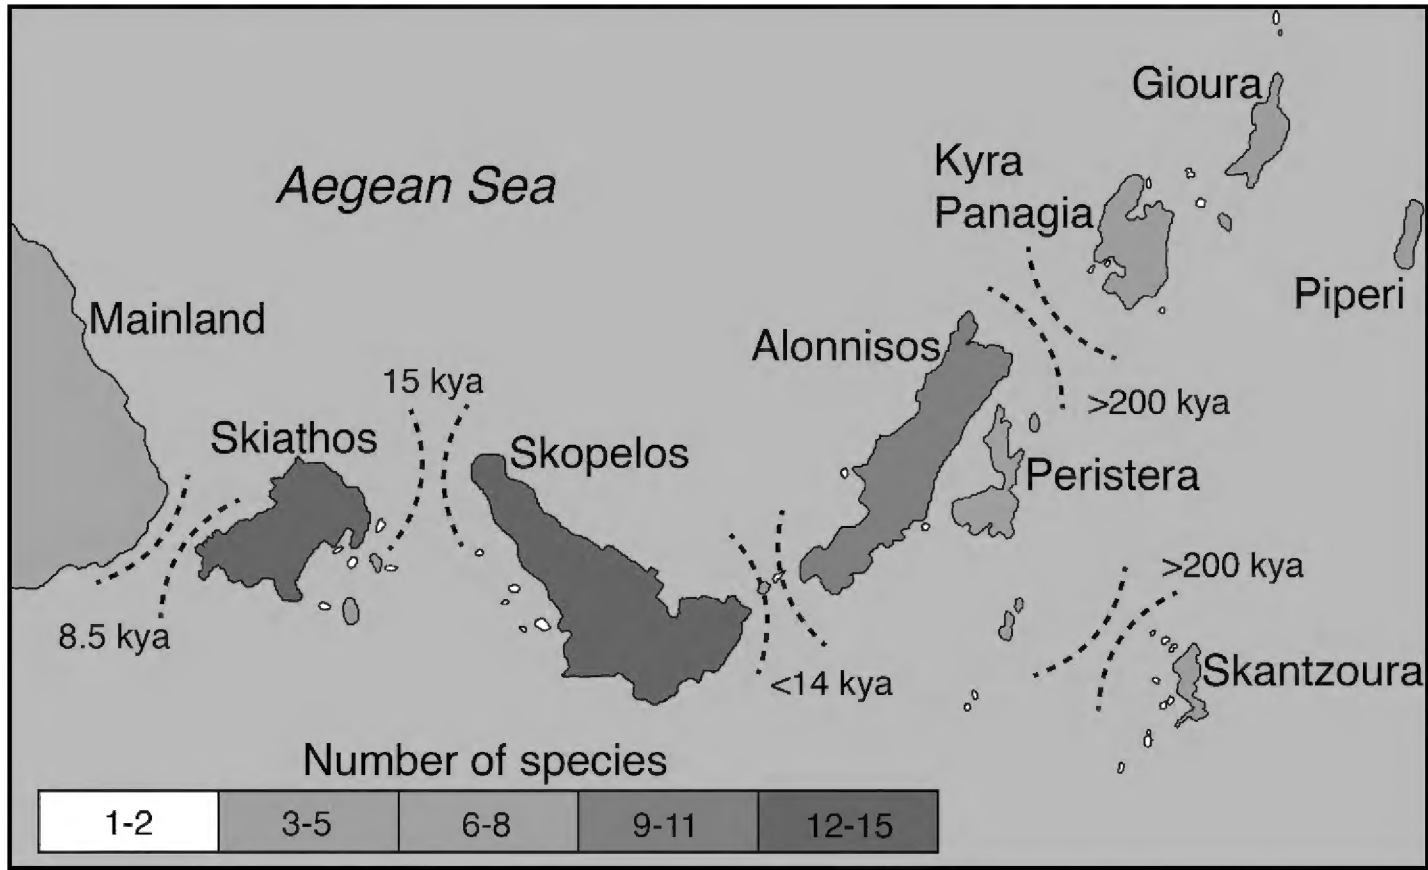 Gioura
Kyra
Panagia
Aegean Sea
Piperi
Mainland
Alonnisos
15 kya
>200 kya
Skiathos
Skopelos
Peristera
>200 kya
8.5 kya
<14 kya
Skantzoura
Number of species
1-2 3-5 6-8 9-11 12-15